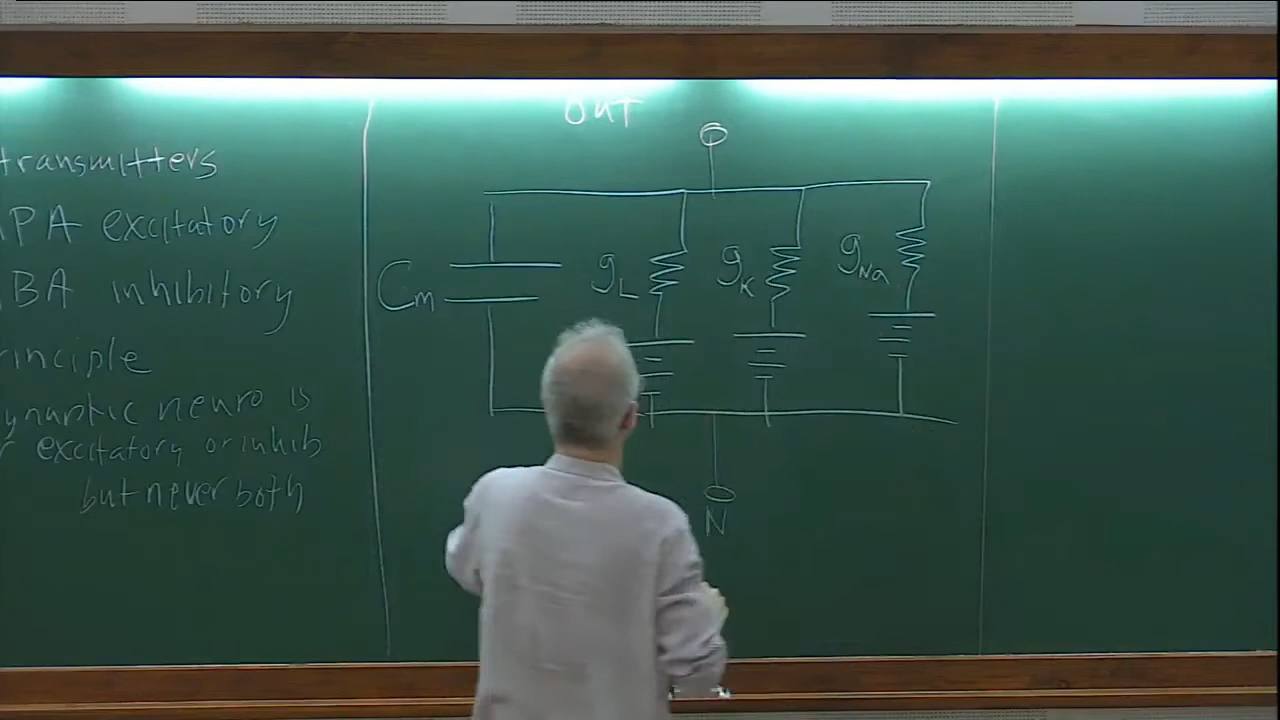 transmitters
PA excitatory
BA inhibitory
rinciple
ynaptic neuro is
r excitatory or inhib
but never both
OUT
Cm
gL
gK
gNa
N